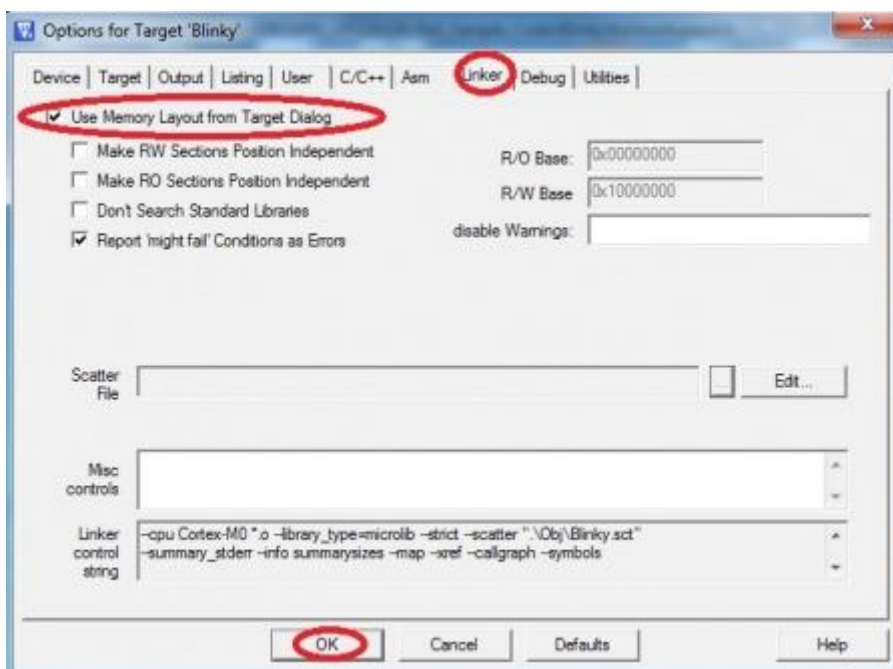 Options for Target 'Blinky'
Device | Target | Output | Listing | User | C/C++ | Asm Linker Debug | Utilities |
Use Memory Layout from Target Dialog
Make RW Sections Position Independent
Make RO Sections Position Independent
Don't Search Standard Libraries
Report 'might fail' Conditions as Errors
R/O Base: 0x00000000
R/W Base 0x10000000
disable Warnings:
Scatter
File
... Edit...
Misc
controls
Linker
control
string
--cpu Cortex-M0 *.o --library_type=microlib --strict --scatter ".\Obj\Blinky.sct"
--summary_stderr --info summarysizes --map --xref --callgraph --symbols
OK Cancel Defaults Help